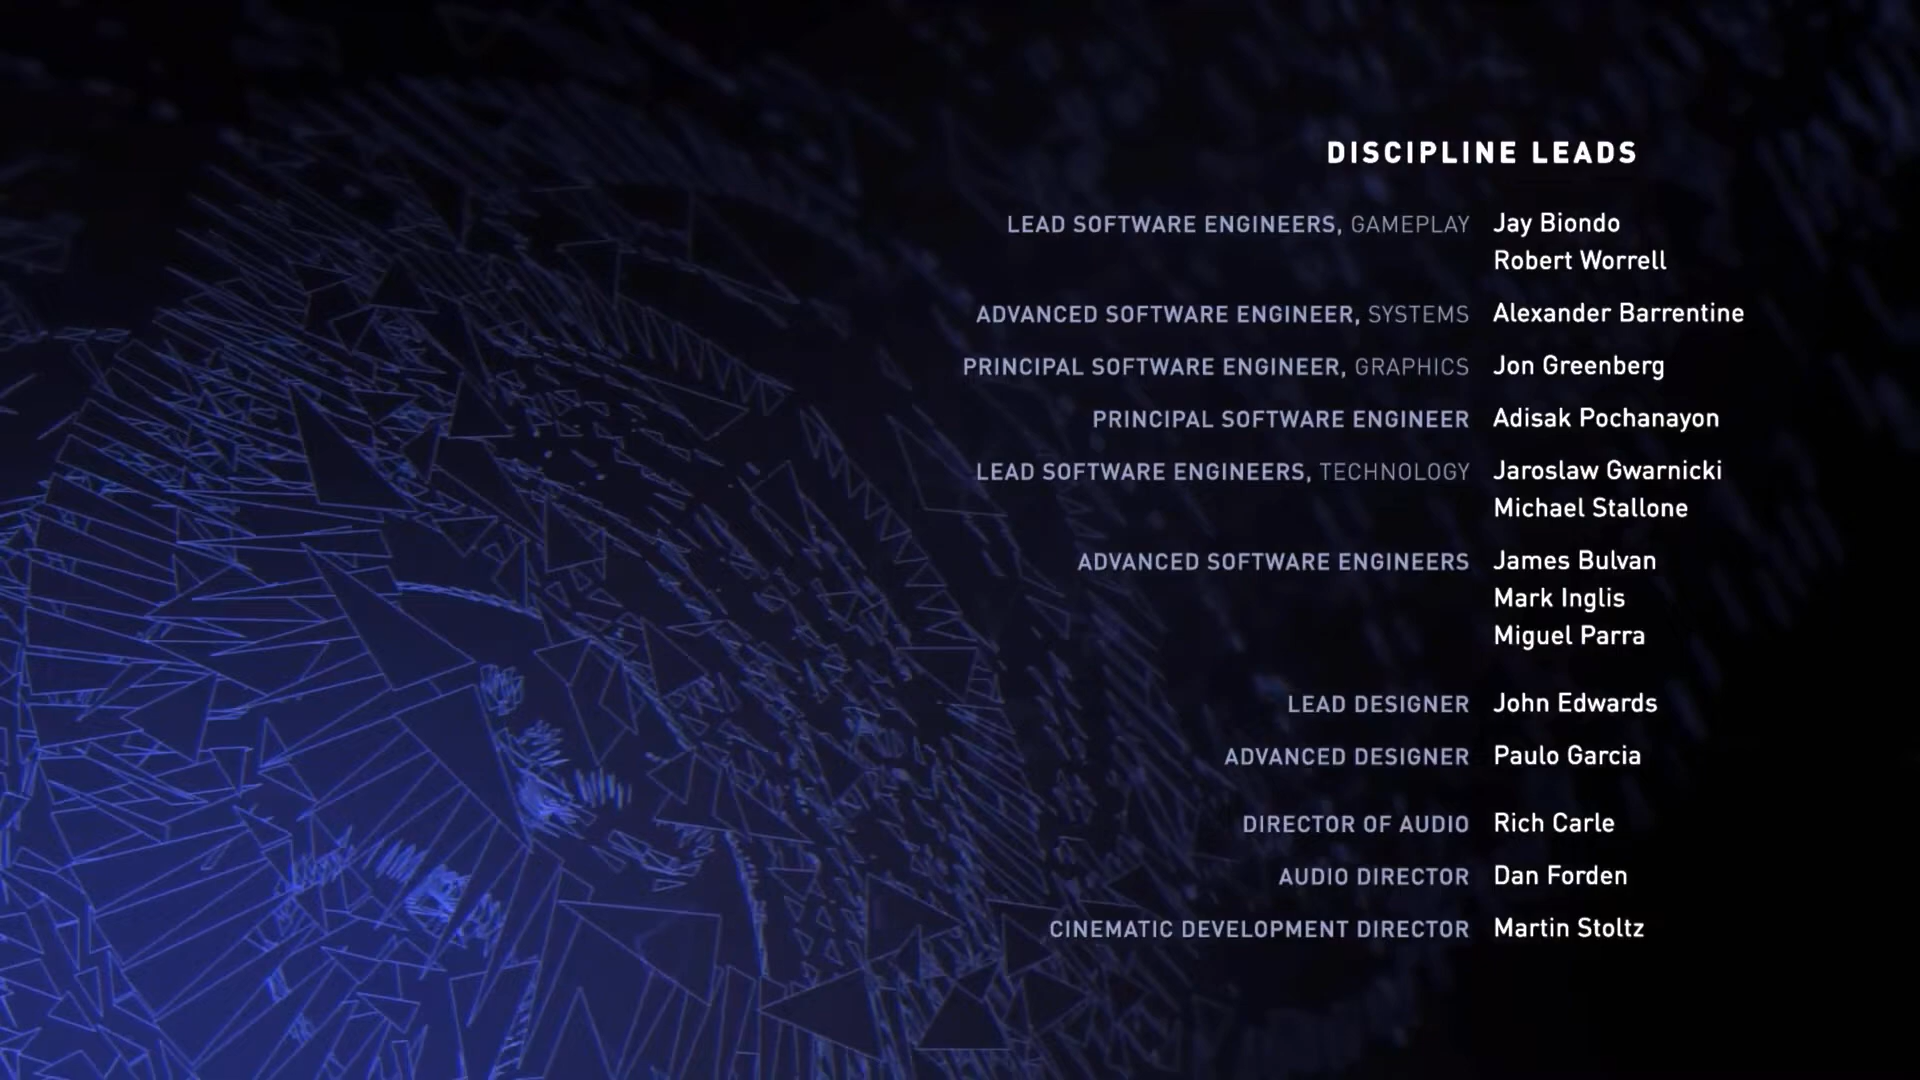 DISCIPLINE LEADS
LEAD SOFTWARE ENGINEERS, GAMEPLAY Jay Biondo
Robert Worrell
ADVANCED SOFTWARE ENGINEER, SYSTEMS Alexander Barrentine
PRINCIPAL SOFTWARE ENGINEER, GRAPHICS Jon Greenberg
PRINCIPAL SOFTWARE ENGINEER Adisak Pochanayon
LEAD SOFTWARE ENGINEERS, TECHNOLOGY Jaroslaw Gwarnicki
Michael Stallone
ADVANCED SOFTWARE ENGINEERS James Bulvan
Mark Inglis
Miguel Parra
LEAD DESIGNER John Edwards
ADVANCED DESIGNER Paulo Garcia
DIRECTOR OF AUDIO Rich Carle
AUDIO DIRECTOR Dan Forden
CINEMATIC DEVELOPMENT DIRECTOR Martin Stoltz